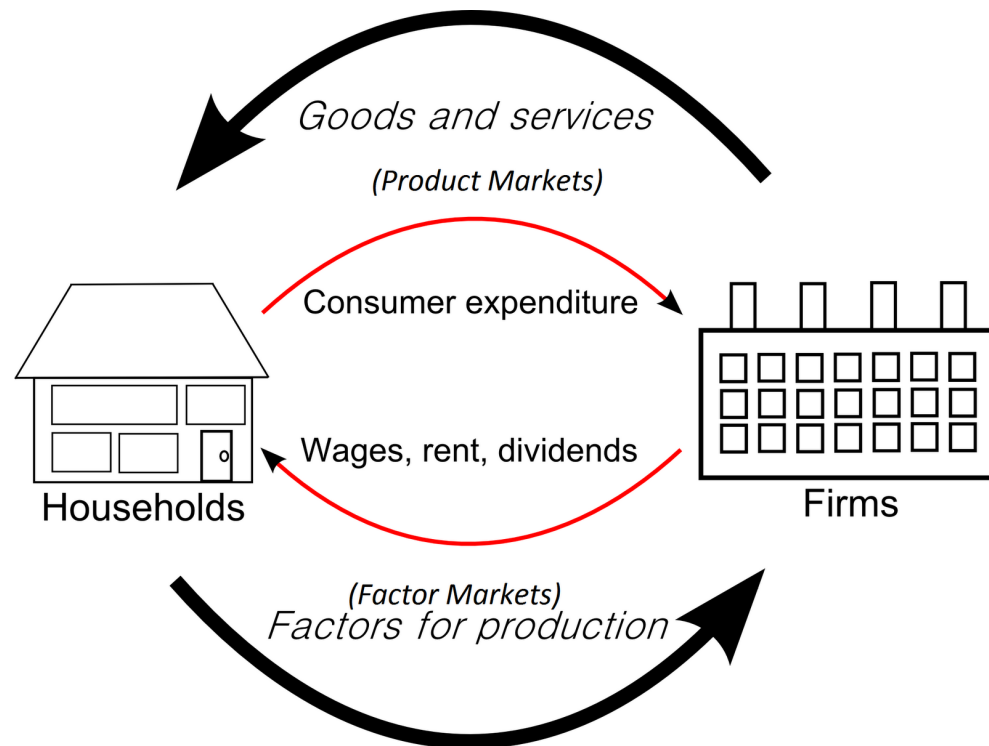 Goods and services
(Product Markets)
Consumer expenditure
Wages, rent, dividends
Households
Firms
(Factor Markets)
Factors for production